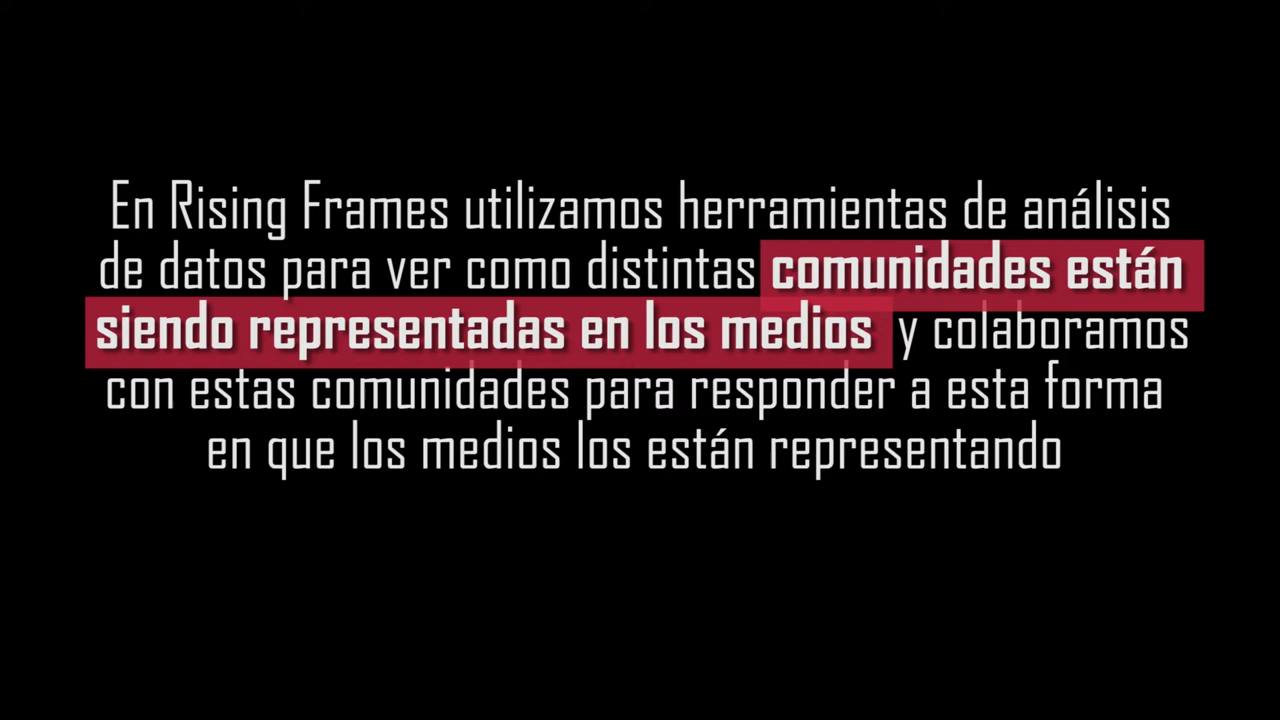 En Rising Frames utilizamos herramientas de análisis
de datos para ver como distintas comunidades están
siendo representadas en los medios y colaboramos
con estas comunidades para responder a esta forma
en que los medios los están representando